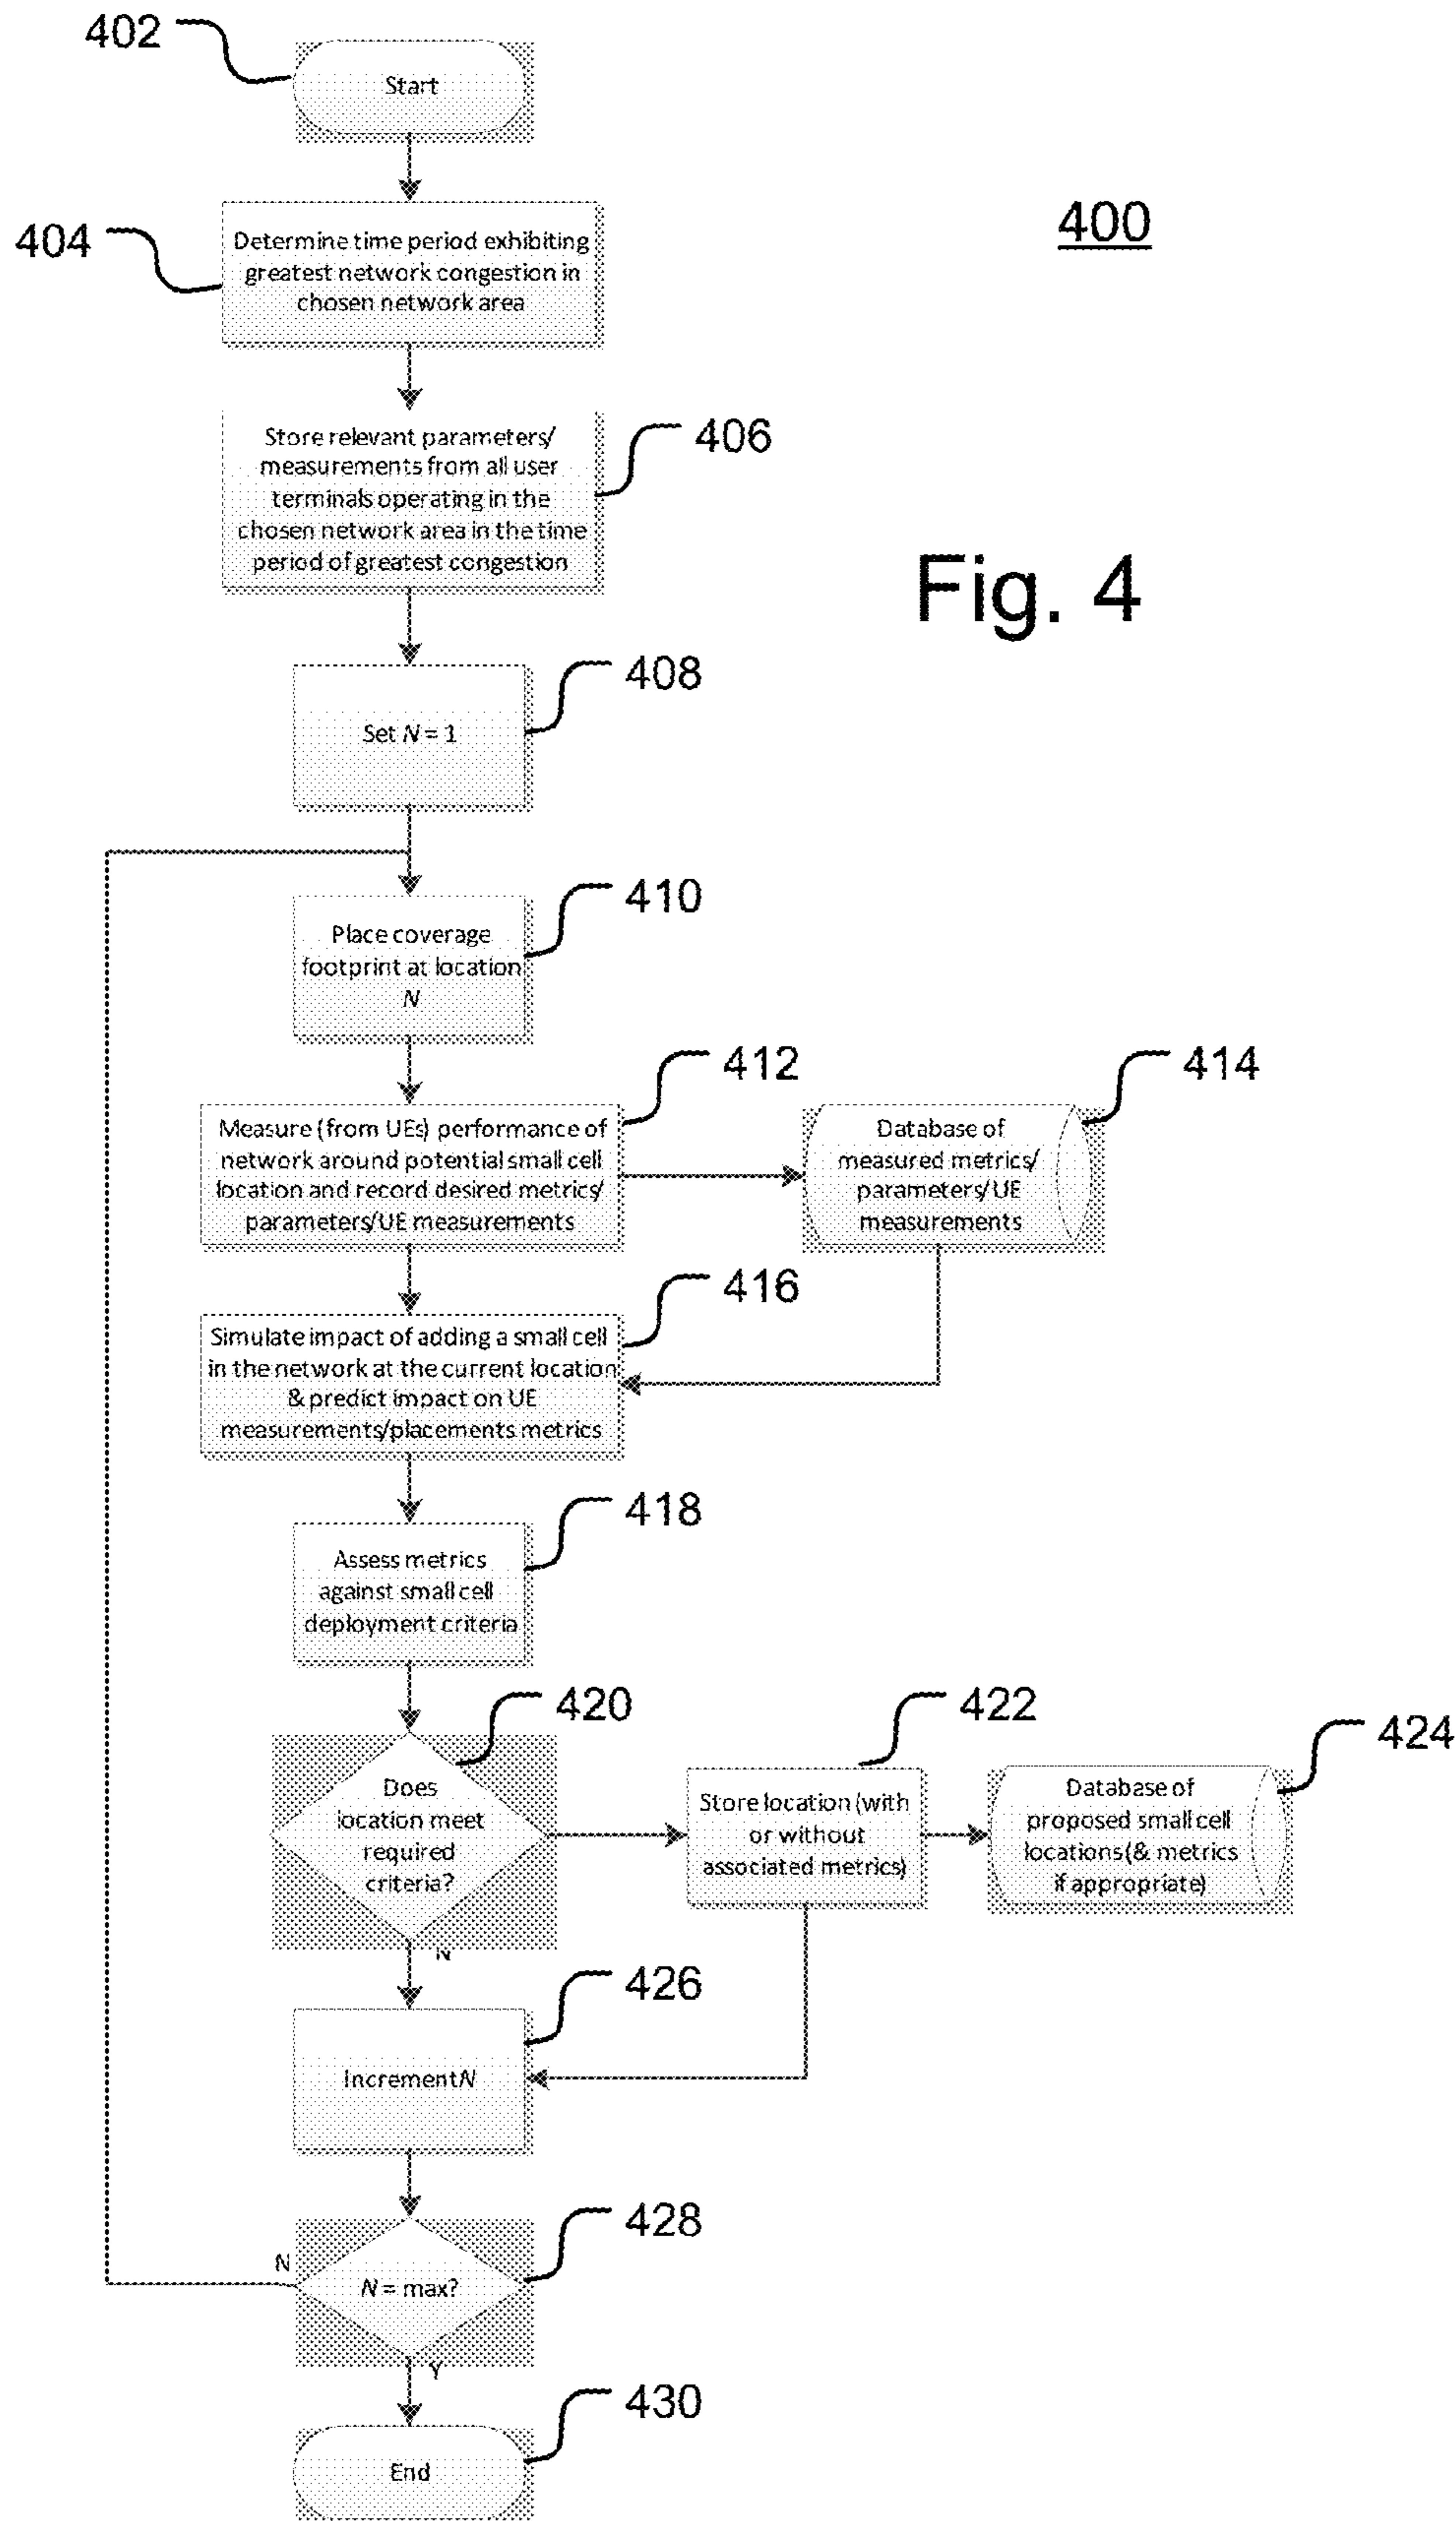 402
Start
400
404
Determine time period exhibiting
greatest network congestion in
chosen network area
406
Store relevant parameters/
measurements from all user
terminals operating in the
chosen network area in the time
period of greatest congestion
Fig. 4
408
Set N = 1
410
Place coverage
footprint at location
N
412
Measure (from UEs) performance of
network around potential small cell
location and record desired metrics/
parameters/UE measurements
414
Database of
measured metrics/
parameters/UE
measurements
416
Simulate impact of adding a small cell
in the network at the current location
& predict impact on UE
measurements/placements metrics
418
Assess metrics
against small cell
deployment criteria
420
Does
location meet
required
criteria?
N
422
Store location (with
or without
associated metrics)
424
Database of
proposed small cell
locations (& metrics
if appropriate)
426
Increment N
428
N = max?
N
Y
430
End